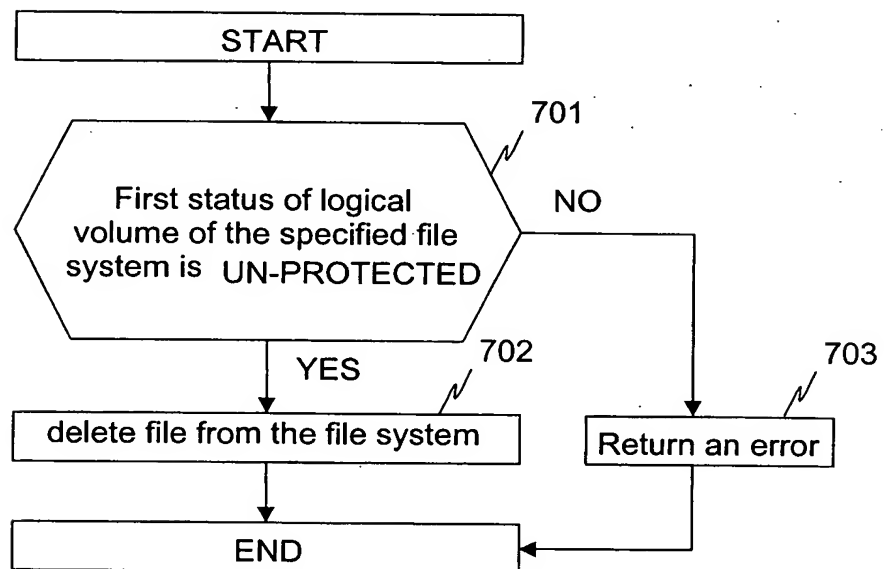 START
701
First status of logical
volume of the specified file
system is UN-PROTECTED
NO
YES
702
703
delete file from the file system
Return an error
END